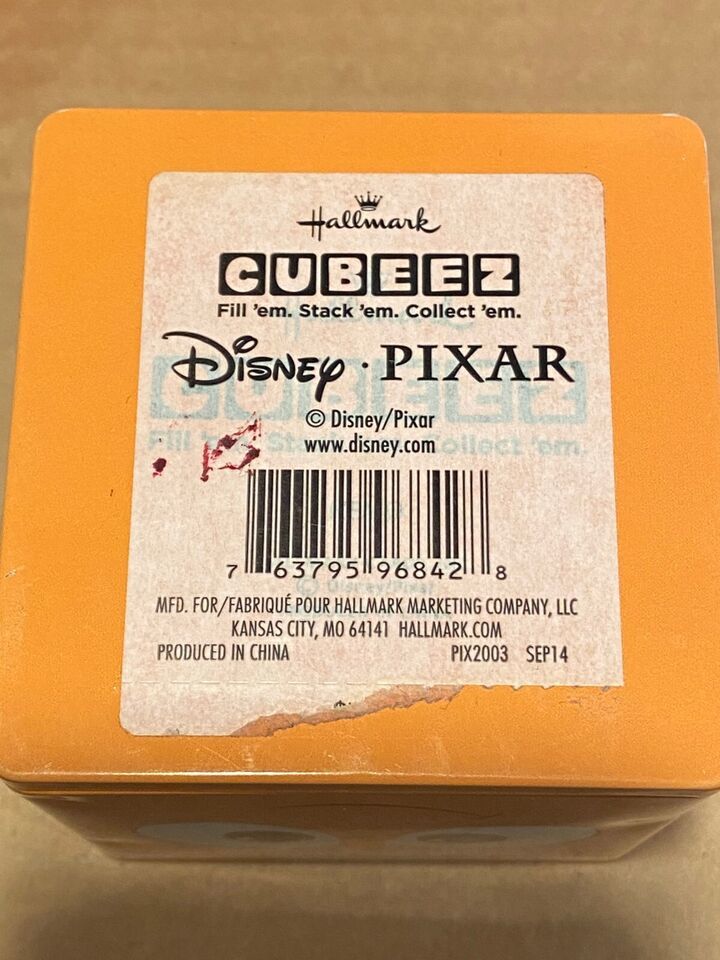 Hallmark
CUBEEZ
Fill 'em. Stack 'em. Collect 'em.
Disney · PIXAR
© Disney/Pixar
www.disney.com
7 63795 96842 8
MFD. FOR/FABRIQUÉ POUR HALLMARK MARKETING COMPANY, LLC
KANSAS CITY, MO 64141 HALLMARK.COM
PRODUCED IN CHINA PIX2003 SEP14